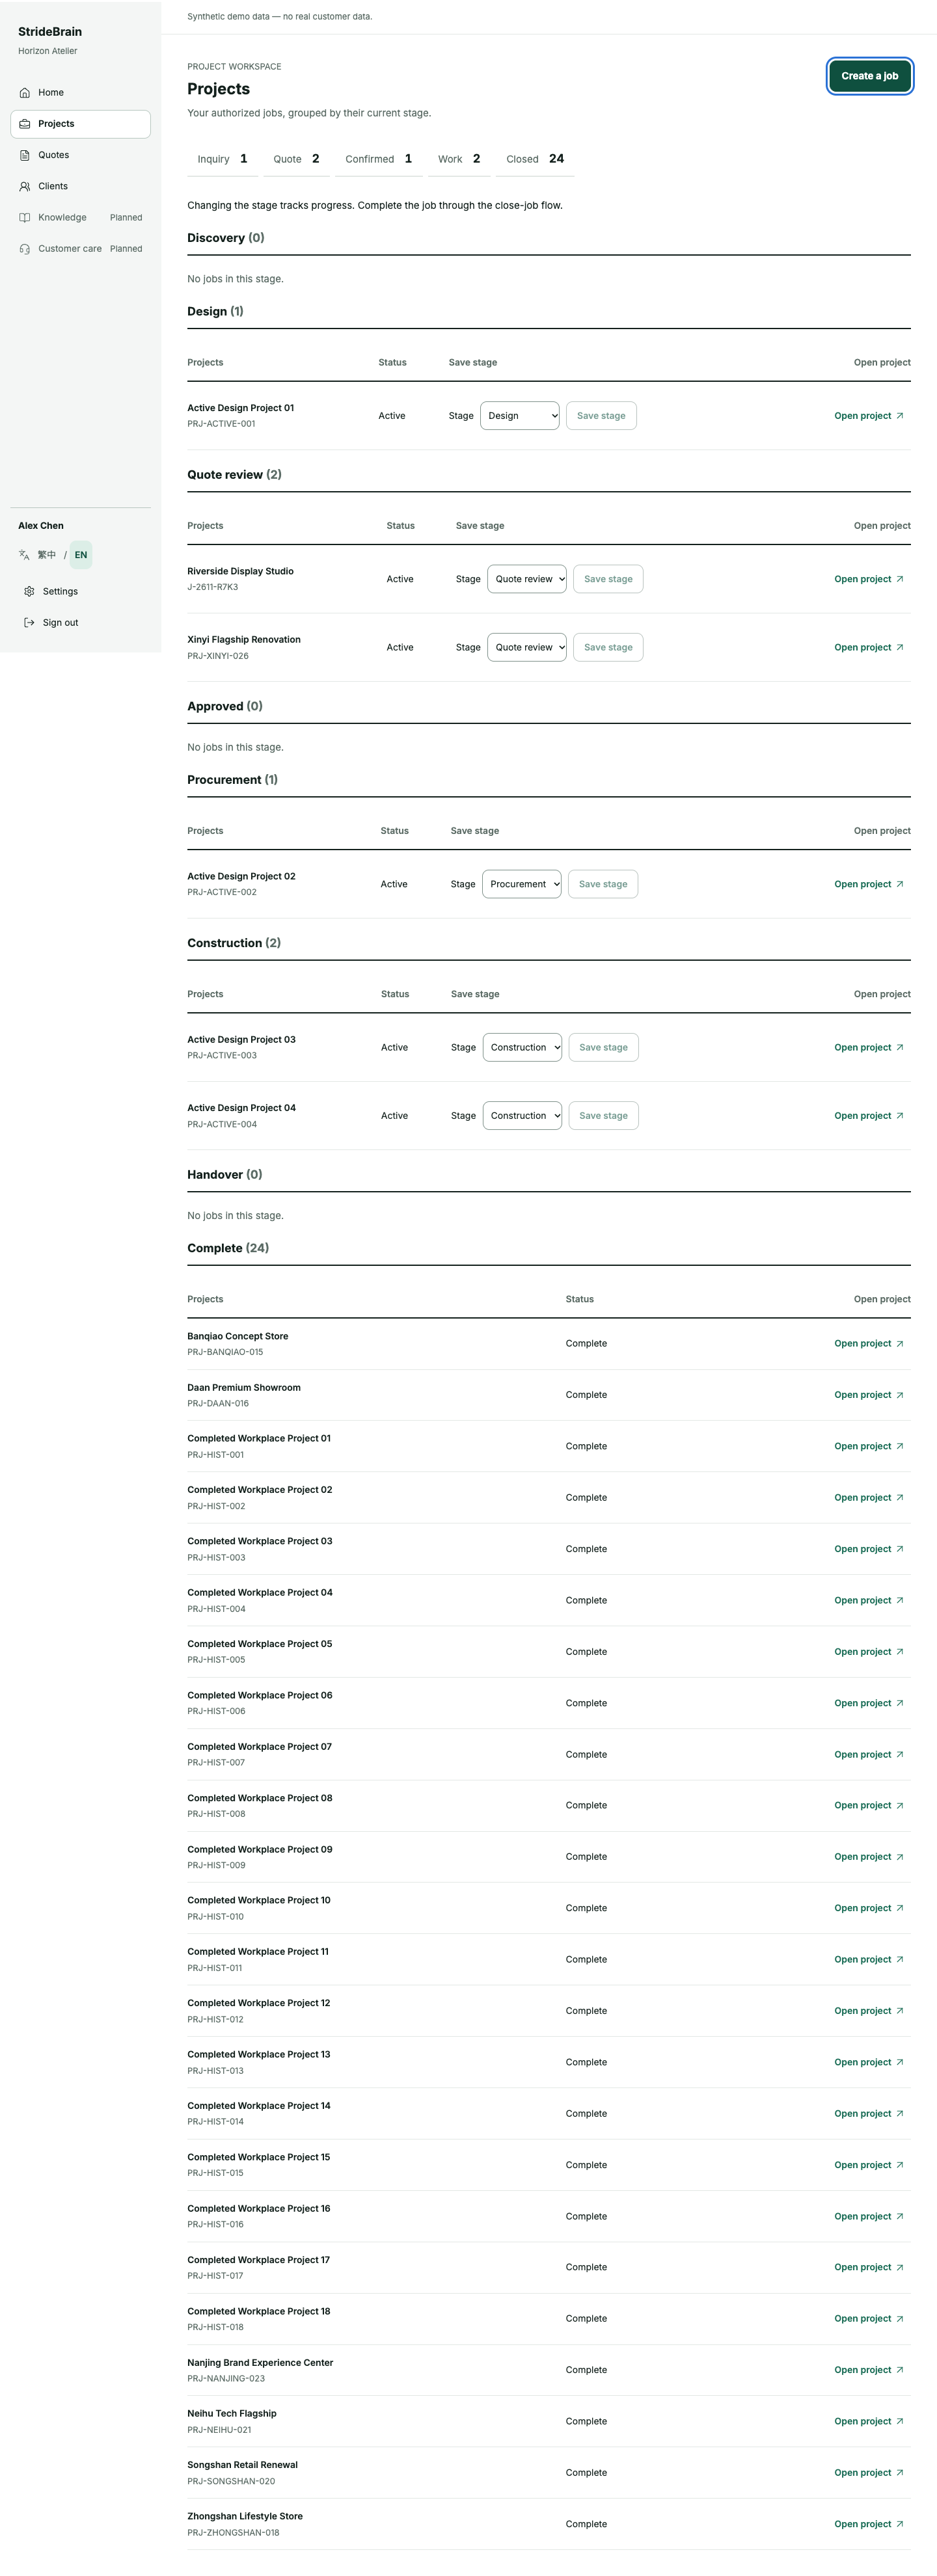 StrideBrain
Horizon Atelier
Home
Projects
Quotes
Clients
Knowledge Planned
Customer care Planned
Alex Chen
繁中 / EN
Settings
Sign out
Synthetic demo data — no real customer data.
PROJECT WORKSPACE
Projects
Your authorized jobs, grouped by their current stage.
Create a job
Inquiry 1 Quote 2 Confirmed 1 Work 2 Closed 24
Changing the stage tracks progress. Complete the job through the close-job flow.
Discovery (0)
No jobs in this stage.
Design (1)
Projects Status Save stage Open project
Active Design Project 01
PRJ-ACTIVE-001
Active Stage Design Save stage Open project
Quote review (2)
Projects Status Save stage Open project
Riverside Display Studio
J-2611-R7K3
Active Stage Quote review Save stage Open project
Xinyi Flagship Renovation
PRJ-XINYI-026
Active Stage Quote review Save stage Open project
Approved (0)
No jobs in this stage.
Procurement (1)
Projects Status Save stage Open project
Active Design Project 02
PRJ-ACTIVE-002
Active Stage Procurement Save stage Open project
Construction (2)
Projects Status Save stage Open project
Active Design Project 03
PRJ-ACTIVE-003
Active Stage Construction Save stage Open project
Active Design Project 04
PRJ-ACTIVE-004
Active Stage Construction Save stage Open project
Handover (0)
No jobs in this stage.
Complete (24)
Projects Status Open project
Banqiao Concept Store
PRJ-BANQIAO-015
Complete Open project
Daan Premium Showroom
PRJ-DAAN-016
Complete Open project
Completed Workplace Project 01
PRJ-HIST-001
Complete Open project
Completed Workplace Project 02
PRJ-HIST-002
Complete Open project
Completed Workplace Project 03
PRJ-HIST-003
Complete Open project
Completed Workplace Project 04
PRJ-HIST-004
Complete Open project
Completed Workplace Project 05
PRJ-HIST-005
Complete Open project
Completed Workplace Project 06
PRJ-HIST-006
Complete Open project
Completed Workplace Project 07
PRJ-HIST-007
Complete Open project
Completed Workplace Project 08
PRJ-HIST-008
Complete Open project
Completed Workplace Project 09
PRJ-HIST-009
Complete Open project
Completed Workplace Project 10
PRJ-HIST-010
Complete Open project
Completed Workplace Project 11
PRJ-HIST-011
Complete Open project
Completed Workplace Project 12
PRJ-HIST-012
Complete Open project
Completed Workplace Project 13
PRJ-HIST-013
Complete Open project
Completed Workplace Project 14
PRJ-HIST-014
Complete Open project
Completed Workplace Project 15
PRJ-HIST-015
Complete Open project
Completed Workplace Project 16
PRJ-HIST-016
Complete Open project
Completed Workplace Project 17
PRJ-HIST-017
Complete Open project
Completed Workplace Project 18
PRJ-HIST-018
Complete Open project
Nanjing Brand Experience Center
PRJ-NANJING-023
Complete Open project
Neihu Tech Flagship
PRJ-NEIHU-021
Complete Open project
Songshan Retail Renewal
PRJ-SONGSHAN-020
Complete Open project
Zhongshan Lifestyle Store
PRJ-ZHONGSHAN-018
Complete Open project